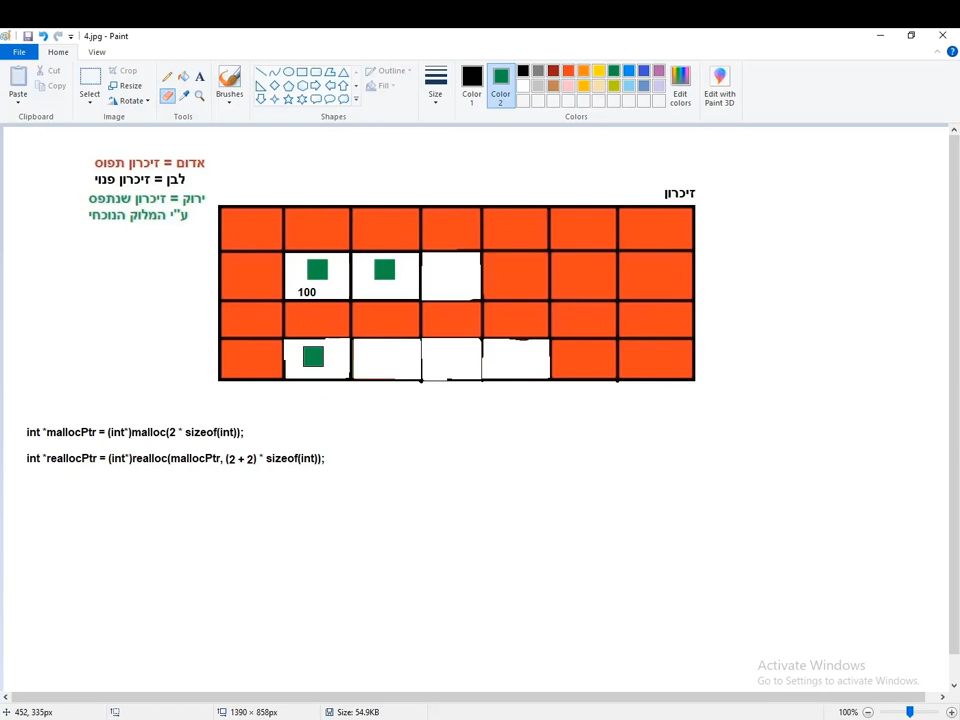 4.jpg - Paint
File
Home
View
Paste
Cut
Copy
Clipboard
Select
Crop
Resize
Rotate
Image
Tools
Brushes
Shapes
Outline
Fill
Size
Color 1
Color 2
Colors
Edit colors
Edit with Paint 3D
אדום = זיכרון תפוס
לבן = זיכרון פנוי
ירוק = זיכרון שנתפס
ע"י המלוק הנוכחי
זיכרון
100
int *mallocPtr = (int*)malloc(2 * sizeof(int));
int *reallocPtr = (int*)realloc(mallocPtr, (2 + 2) * sizeof(int));
Activate Windows
Go to Settings to activate Windows.
452, 335px
1390 × 858px
Size: 54.9KB
100%